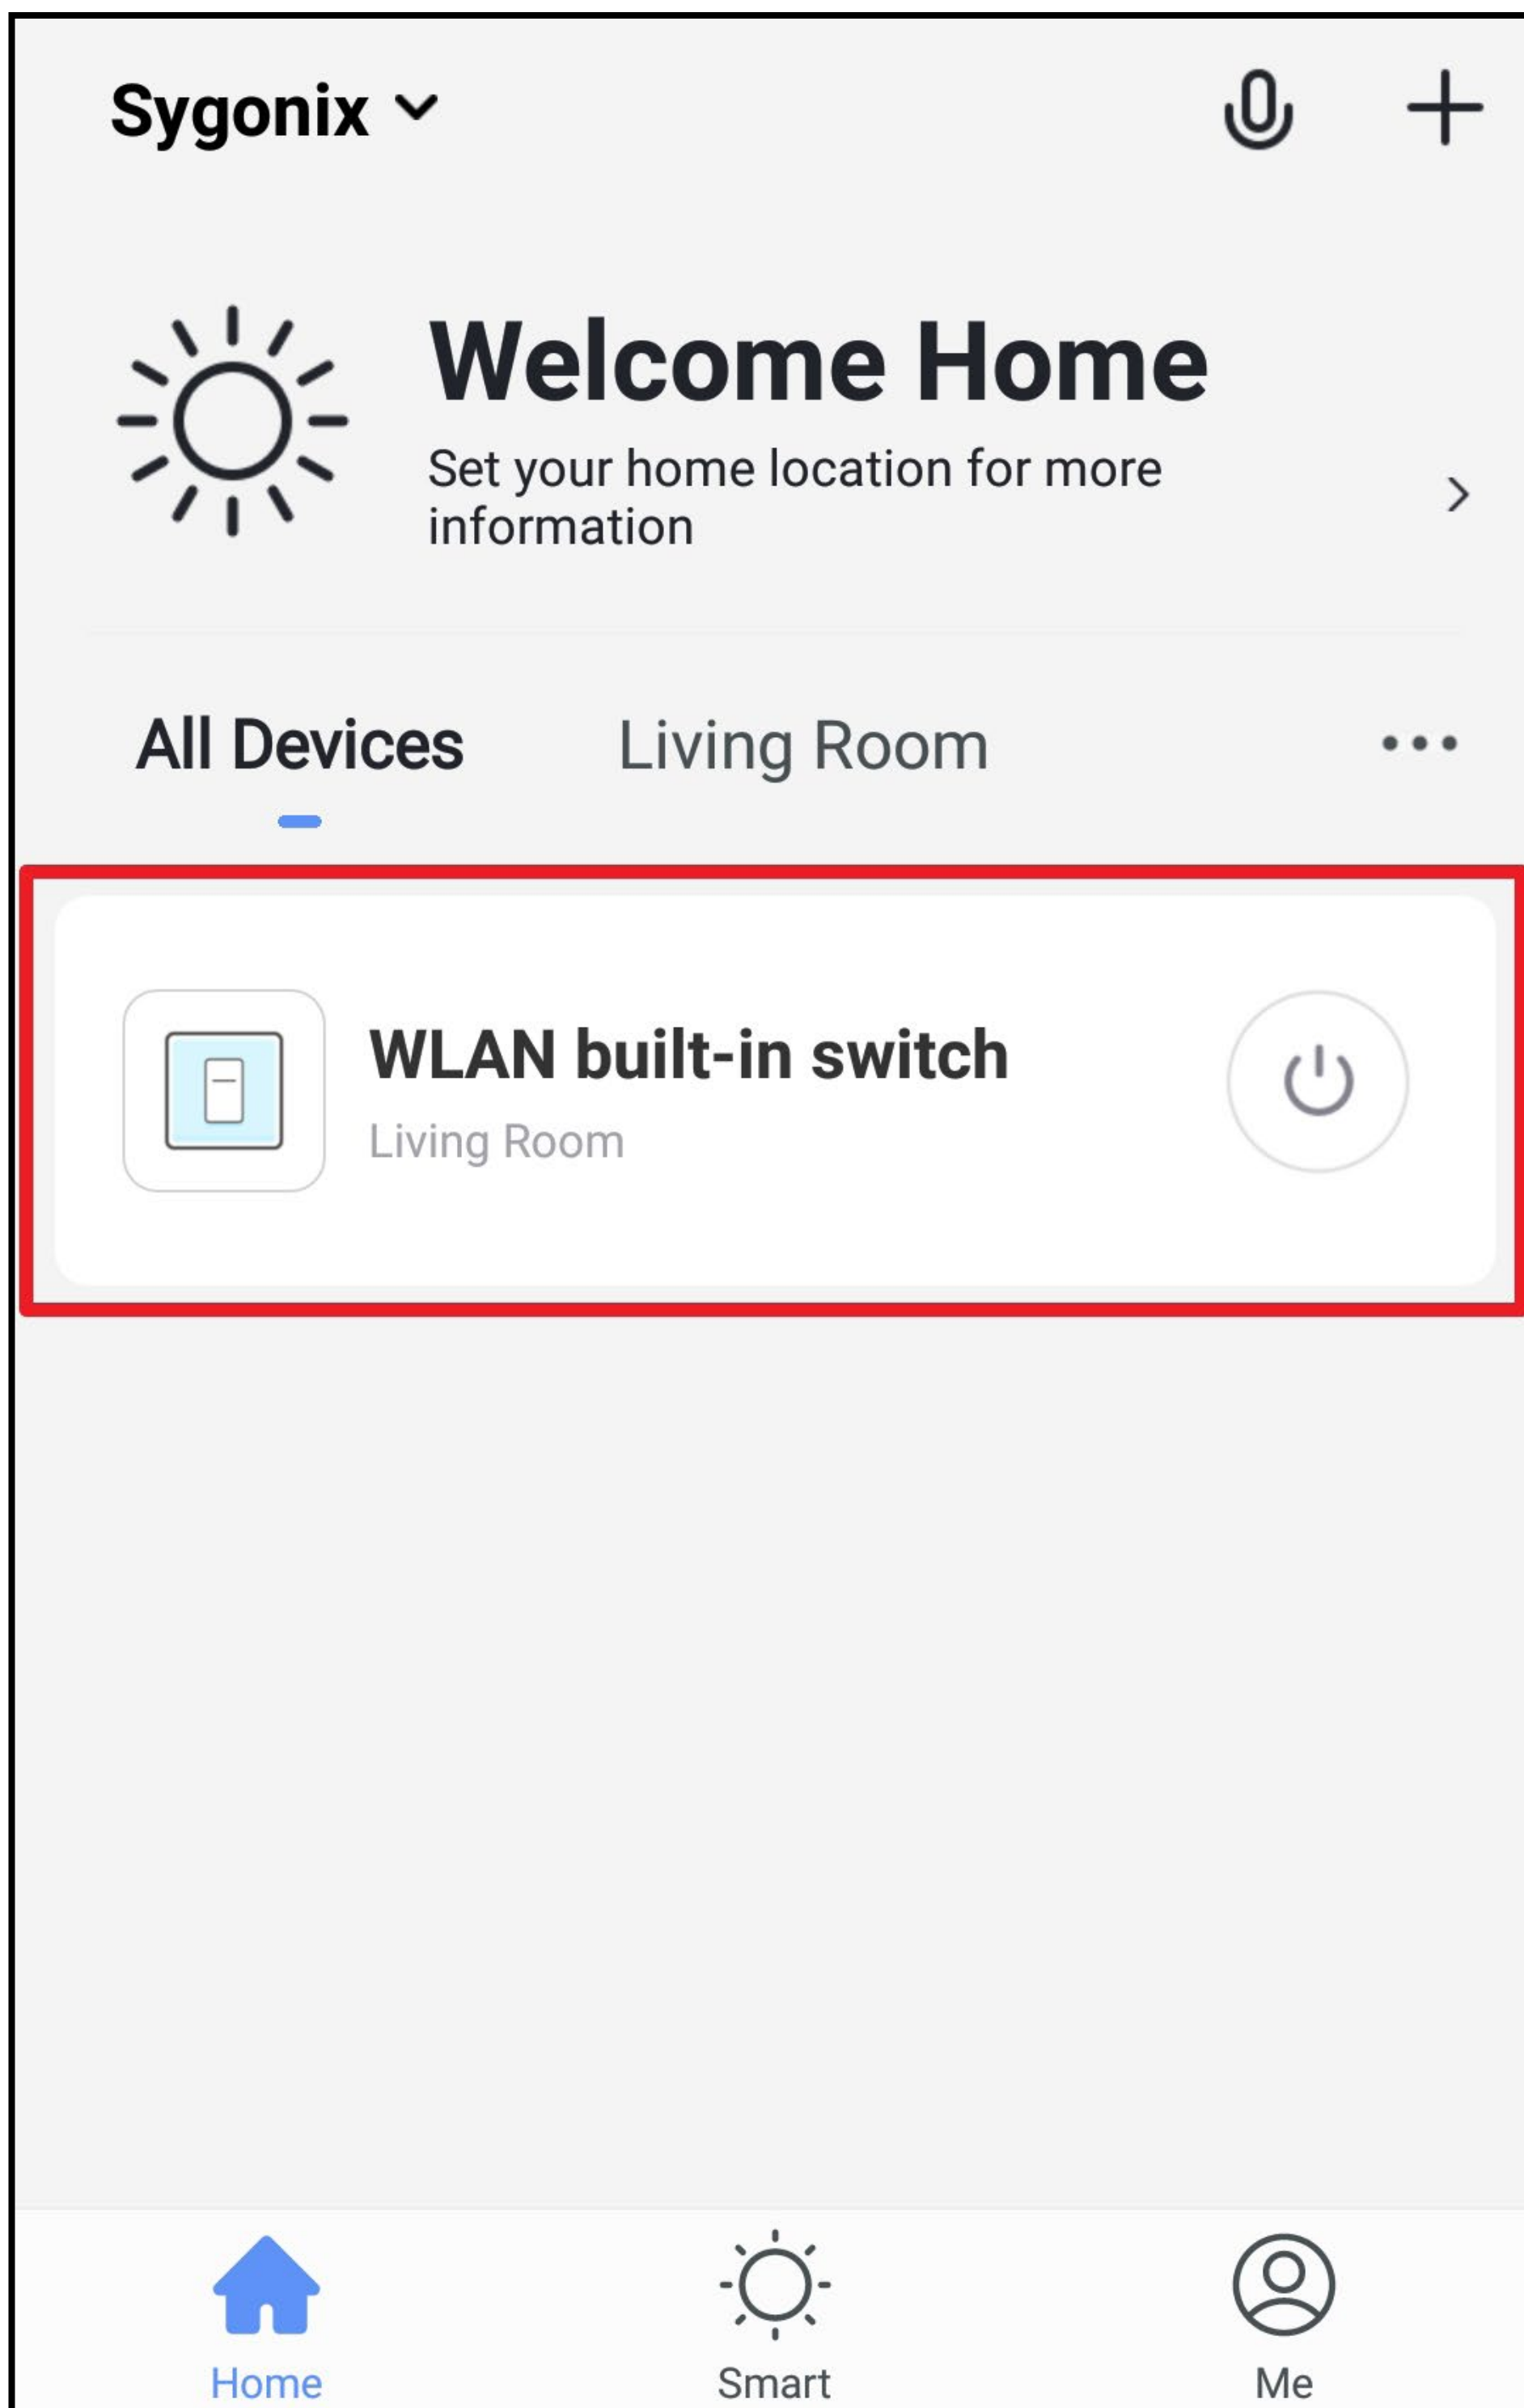 Sygonix
Welcome Home
Set your home location for more
information
All Devices
Living Room
WLAN built-in switch
Living Room
Home
Smart
Me